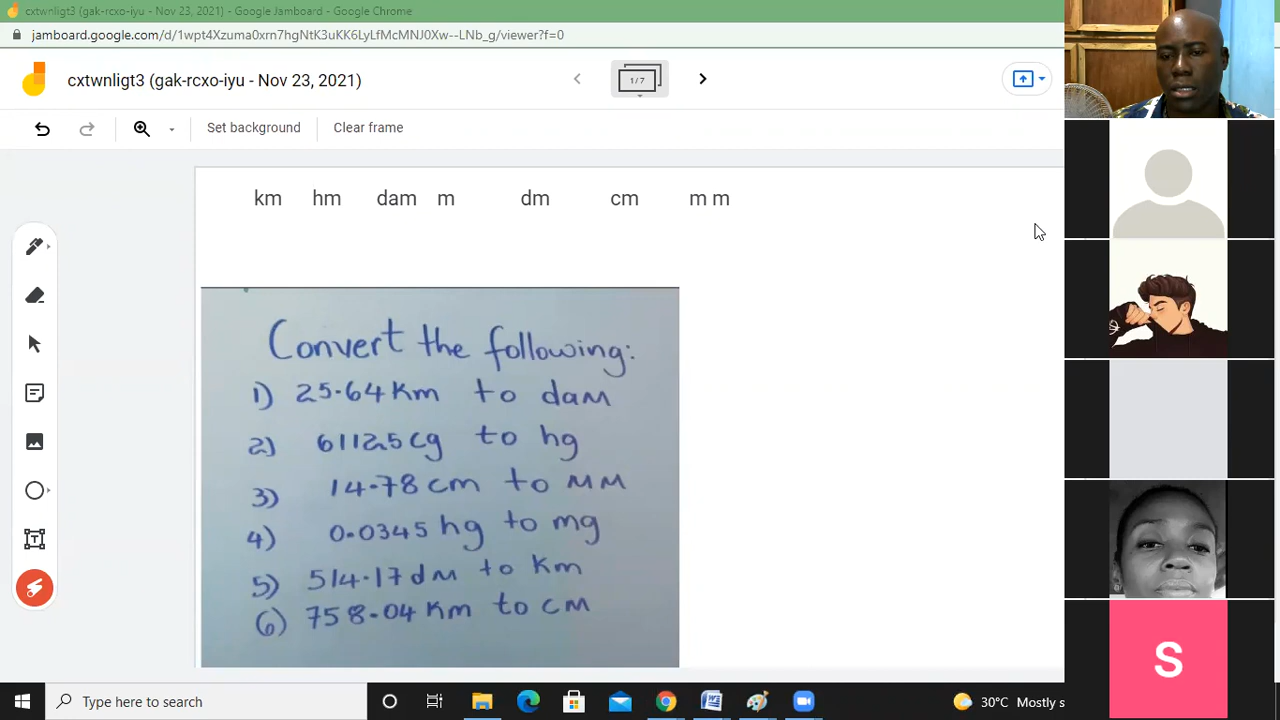 cxtwnligt3 (gak-rcxo-iyu - Nov 23, 2021) - Google Jamboard - Google Chrome
jamboard.google.com/d/1wpt4Xzuma0xrn7hgNtK3uKK6LyLfMcMNJ0Xw--LNb_g/viewer?f=0
cxtwnligt3 (gak-rcxo-iyu - Nov 23, 2021)
1 / 7
Set background
Clear frame
km hm dam m dm cm m m
Convert the following:
1) 25.64 Km to dam
2) 6112.5 cg to hg
3) 14.78 cm to mm
4) 0.0345 hg to mg
5) 514.17 dm to km
6) 758.04 km to cm
S
Type here to search
30°C Mostly s